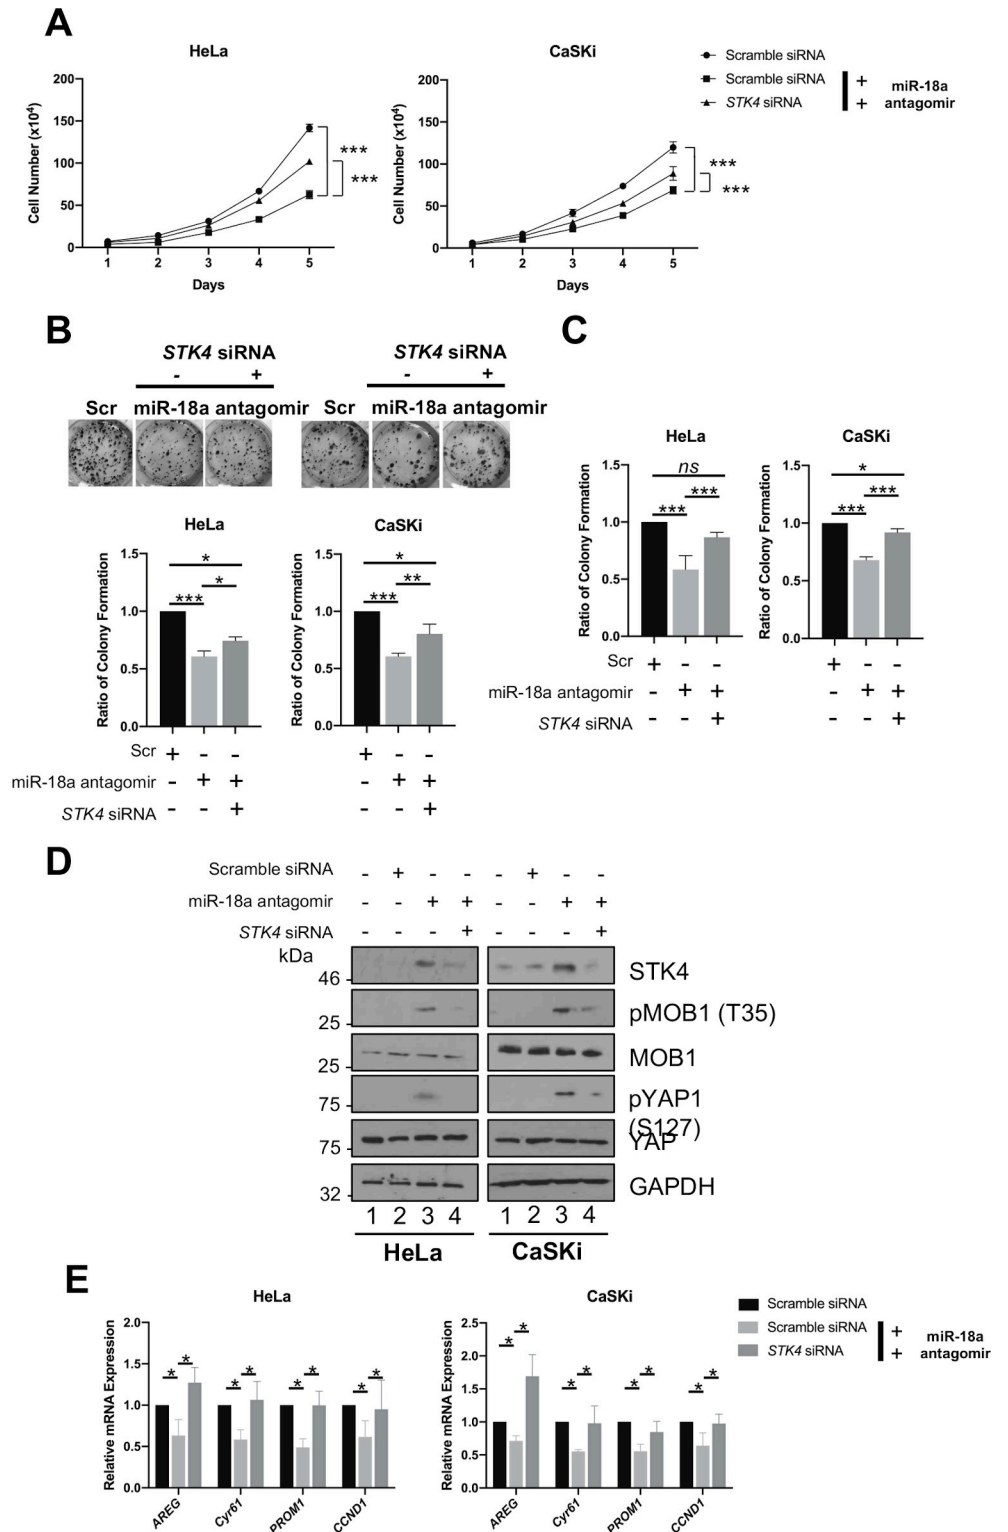 A
HeLa
CaSKi
Scramble siRNA
Scramble siRNA +
STK4 siRNA +
miR-18a
antagomir
Cell Number (x10⁴)
200
150
100
50
0
1 2 3 4 5
Days
***
***
Cell Number (x10⁴)
200
150
100
50
0
1 2 3 4 5
Days
***
***
B
STK4 siRNA
- +
Scr miR-18a antagomir
STK4 siRNA
- +
Scr miR-18a antagomir
HeLa
Ratio of Colony Formation
1.5
1.0
0.5
0.0
*
*
***
CaSKi
Ratio of Colony Formation
1.5
1.0
0.5
0.0
*
**
***
Scr + - - + - -
miR-18a antagomir - + + - + +
STK4 siRNA - - + - - +
C
HeLa
Ratio of Colony Formation
1.5
1.0
0.5
0.0
ns
***
***
CaSKi
Ratio of Colony Formation
1.5
1.0
0.5
0.0
*
***
***
Scr + - - + - -
miR-18a antagomir - + + - + +
STK4 siRNA - - + - - +
D
Scramble siRNA - + - - - + - -
miR-18a antagomir - - + + - - + +
STK4 siRNA - - - + - - - +
kDa
46 STK4
25 pMOB1 (T35)
25 MOB1
75 pYAP1
(S127)
75 YAP
32 GAPDH
1 2 3 4 1 2 3 4
HeLa CaSKi
E
HeLa
Relative mRNA Expression
2.0
1.5
1.0
0.5
0.0
* * * * * * * *
AREG Cyr61 PROM1 CCND1
CaSKi
Relative mRNA Expression
2.5
2.0
1.5
1.0
0.5
0.0
* * * * * * * *
AREG Cyr61 PROM1 CCND1
Scramble siRNA
Scramble siRNA +
STK4 siRNA +
miR-18a
antagomir